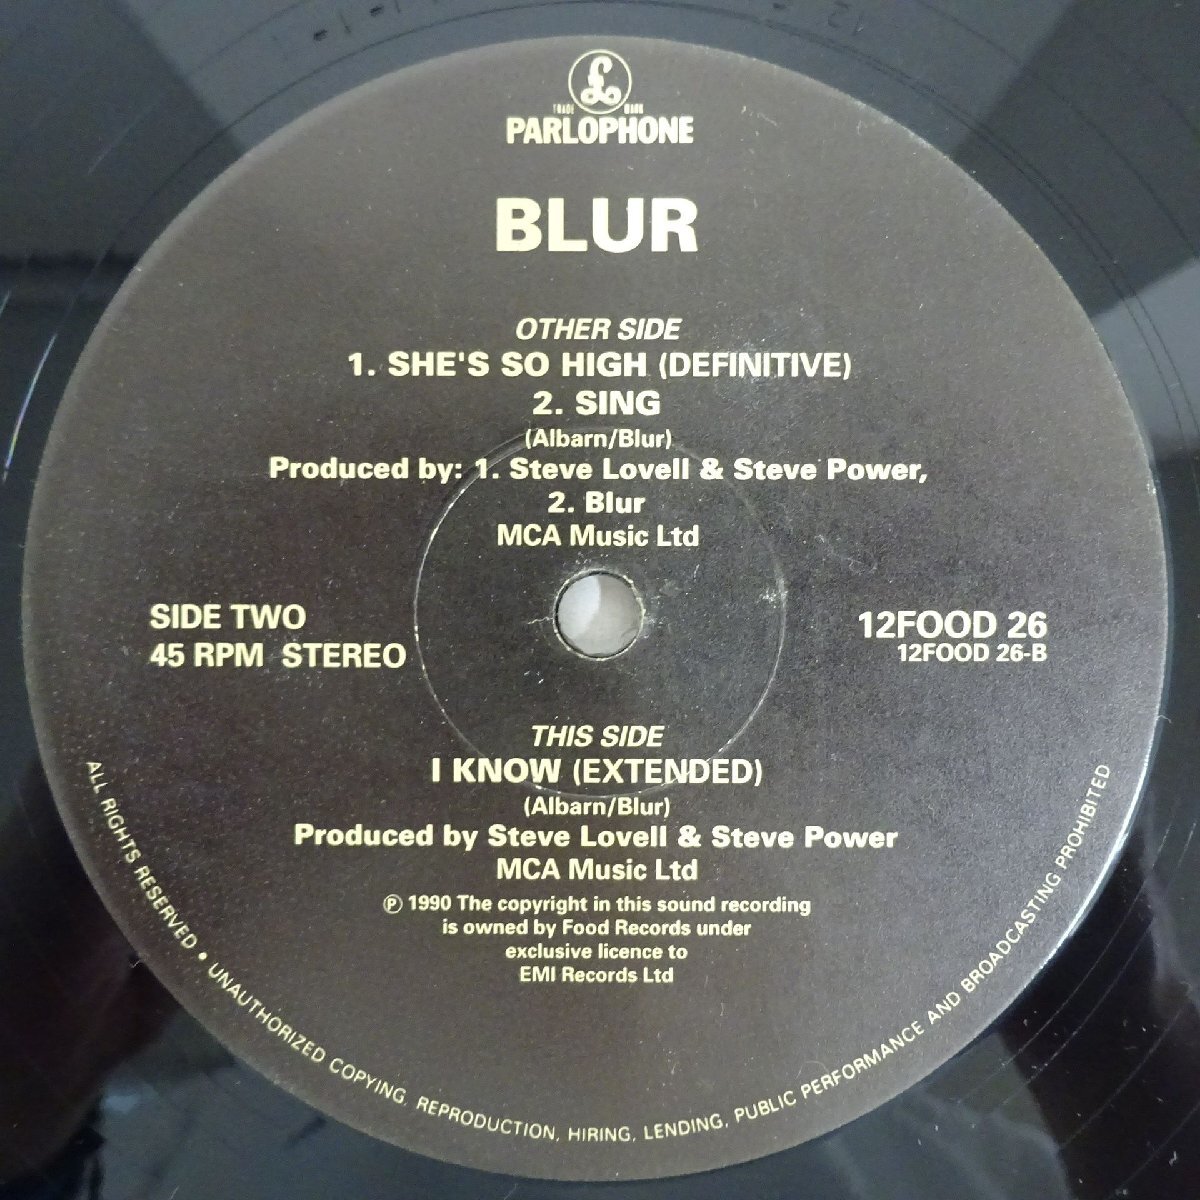 £
TRADE MARK
PARLOPHONE
BLUR
OTHER SIDE
1. SHE'S SO HIGH (DEFINITIVE)
2. SING
(Albarn/Blur)
Produced by: 1. Steve Lovell & Steve Power,
2. Blur
MCA Music Ltd
SIDE TWO
45 RPM STEREO
12FOOD 26
12FOOD 26-B
THIS SIDE
I KNOW (EXTENDED)
(Albarn/Blur)
Produced by Steve Lovell & Steve Power
MCA Music Ltd
℗ 1990 The copyright in this sound recording
is owned by Food Records under
exclusive licence to
EMI Records Ltd
ALL RIGHTS RESERVED • UNAUTHORIZED COPYING, REPRODUCTION, HIRING, LENDING, PUBLIC PERFORMANCE AND BROADCASTING PROHIBITED